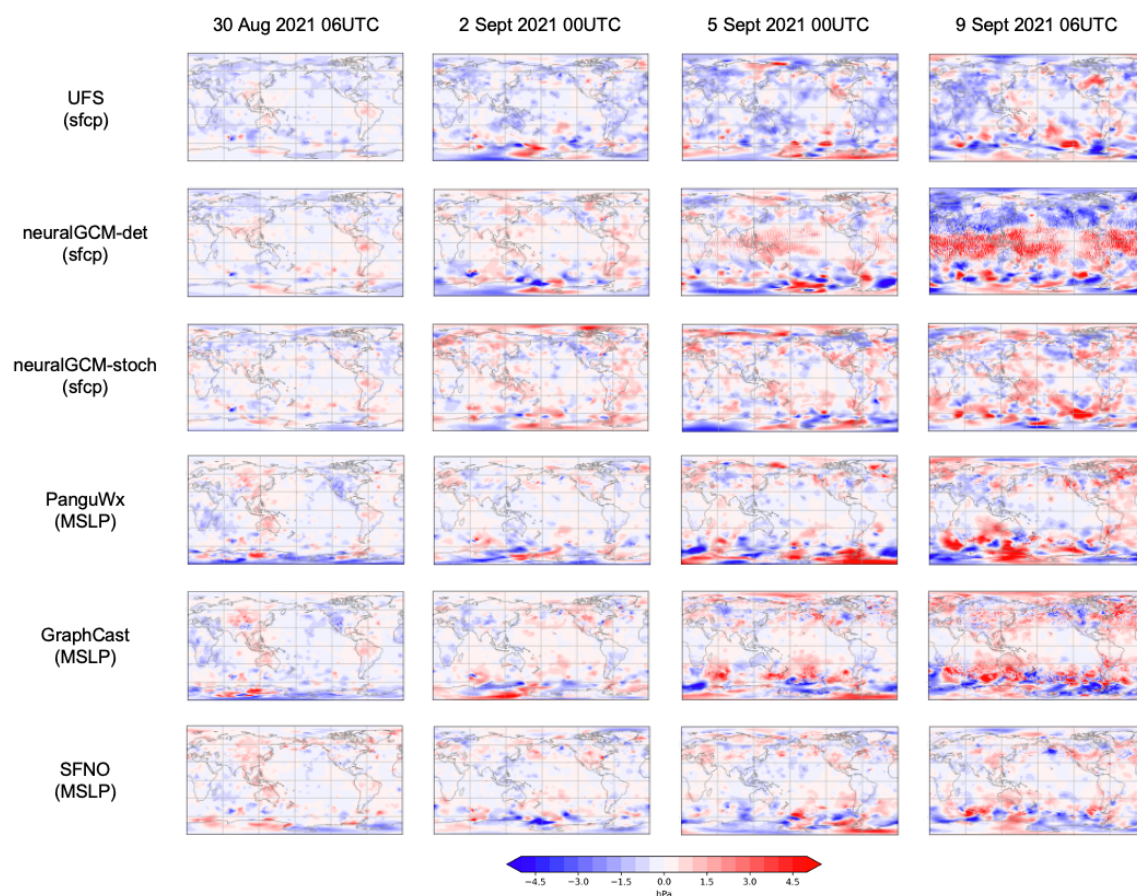 30 Aug 2021 06UTC 2 Sept 2021 00UTC 5 Sept 2021 00UTC 9 Sept 2021 06UTC
UFS
(sfcp)
neuralGCM-det
(sfcp)
neuralGCM-stoch
(sfcp)
PanguWx
(MSLP)
GraphCast
(MSLP)
SFNO
(MSLP)
−4.5 −3.0 −1.5 0.0 1.5 3.0 4.5
hPa